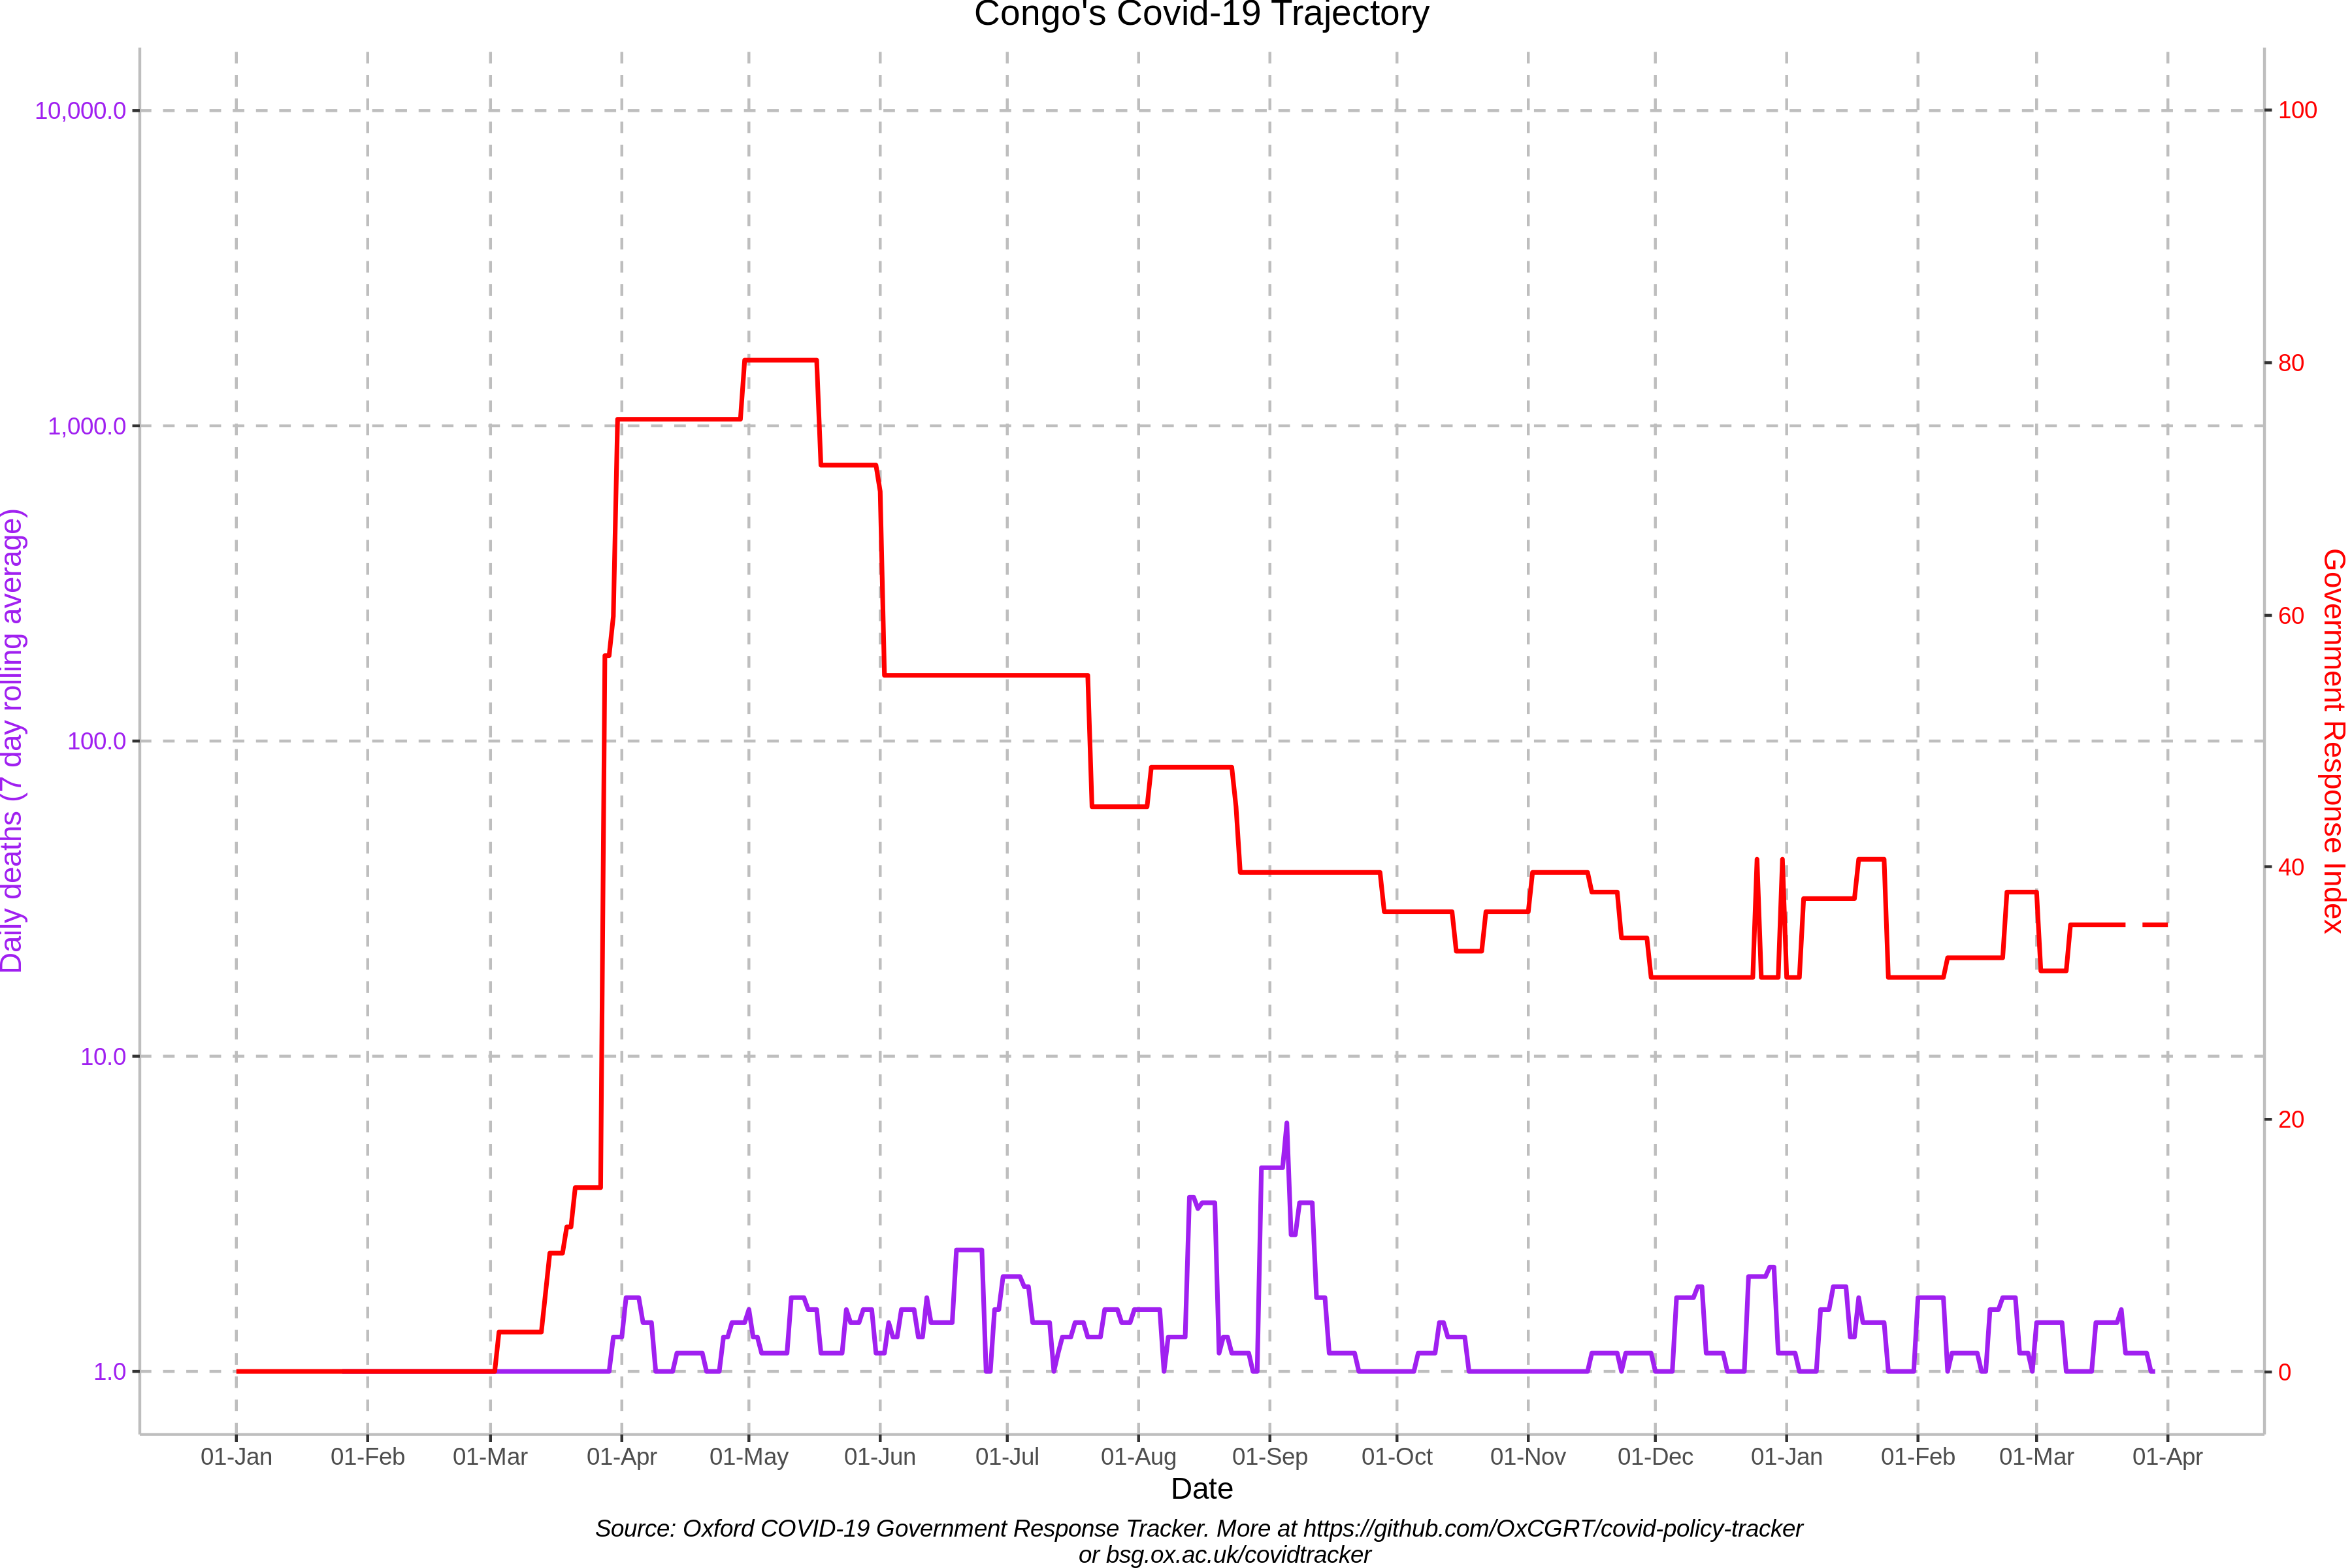 Congo's Covid-19 Trajectory
10,000.0
1,000.0
100.0
10.0
1.0
Daily deaths (7 day rolling average)
100
80
60
40
20
0
Government Response Index
01-Jan 01-Feb 01-Mar 01-Apr 01-May 01-Jun 01-Jul 01-Aug 01-Sep 01-Oct 01-Nov 01-Dec 01-Jan 01-Feb 01-Mar 01-Apr
Date
Source: Oxford COVID-19 Government Response Tracker. More at https://github.com/OxCGRT/covid-policy-tracker
or bsg.ox.ac.uk/covidtracker